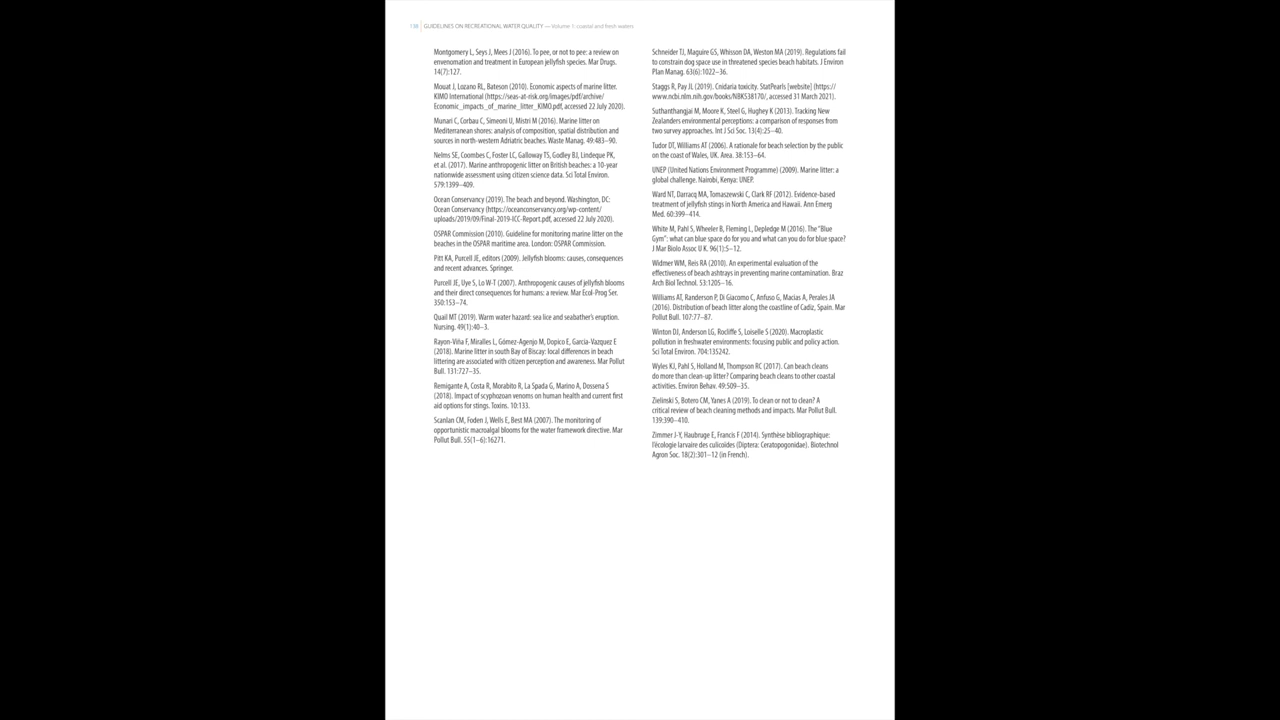 138 GUIDELINES ON RECREATIONAL WATER QUALITY — Volume 1: coastal and fresh waters
Montgomery L, Seys J, Mees J (2016). To pee, or not to pee: a review on
envenomation and treatment in European jellyfish species. Mar Drugs.
14(7):127.
Mouat J, Lozano RL, Bateson (2010). Economic aspects of marine litter.
KIMO International (https://seas-at-risk.org/images/pdf/archive/
Economic_impacts_of_marine_litter_KIMO.pdf, accessed 22 July 2020).
Munari C, Corbau C, Simeoni U, Mistri M (2016). Marine litter on
Mediterranean shores: analysis of composition, spatial distribution and
sources in north-western Adriatic beaches. Waste Manag. 49:483–90.
Nelms SE, Coombes C, Foster LC, Galloway TS, Godley BJ, Lindeque PK,
et al. (2017). Marine anthropogenic litter on British beaches: a 10-year
nationwide assessment using citizen science data. Sci Total Environ.
579:1399–409.
Ocean Conservancy (2019). The beach and beyond. Washington, DC:
Ocean Conservancy (https://oceanconservancy.org/wp-content/
uploads/2019/09/Final-2019-ICC-Report.pdf, accessed 22 July 2020).
OSPAR Commission (2010). Guideline for monitoring marine litter on the
beaches in the OSPAR maritime area. London: OSPAR Commission.
Pitt KA, Purcell JE, editors (2009). Jellyfish blooms: causes, consequences
and recent advances. Springer.
Purcell JE, Uye S, Lo W-T (2007). Anthropogenic causes of jellyfish blooms
and their direct consequences for humans: a review. Mar Ecol-Prog Ser.
350:153–74.
Quail MT (2019). Warm water hazard: sea lice and seabather's eruption.
Nursing. 49(1):40–3.
Rayon-Viña F, Miralles L, Gómez-Agenjo M, Dopico E, Garcia-Vazquez E
(2018). Marine litter in south Bay of Biscay: local differences in beach
littering are associated with citizen perception and awareness. Mar Pollut
Bull. 131:727–35.
Remigante A, Costa R, Morabito R, La Spada G, Marino A, Dossena S
(2018). Impact of scyphozoan venoms on human health and current first
aid options for stings. Toxins. 10:133.
Scanlan CM, Foden J, Wells E, Best MA (2007). The monitoring of
opportunistic macroalgal blooms for the water framework directive. Mar
Pollut Bull. 55(1–6):16271.
Schneider TJ, Maguire GS, Whisson DA, Weston MA (2019). Regulations fail
to constrain dog space use in threatened species beach habitats. J Environ
Plan Manag. 63(6):1022–36.
Staggs R, Pay JL (2019). Cnidaria toxicity. StatPearls [website] (https://
www.ncbi.nlm.nih.gov/books/NBK538170/, accessed 31 March 2021).
Suthanthangjai M, Moore K, Steel G, Hughey K (2013). Tracking New
Zealanders environmental perceptions: a comparison of responses from
two survey approaches. Int J Sci Soc. 13(4):25–40.
Tudor DT, Williams AT (2006). A rationale for beach selection by the public
on the coast of Wales, UK. Area. 38:153–64.
UNEP (United Nations Environment Programme) (2009). Marine litter: a
global challenge. Nairobi, Kenya: UNEP.
Ward NT, Darracq MA, Tomaszewski C, Clark RF (2012). Evidence-based
treatment of jellyfish stings in North America and Hawaii. Ann Emerg
Med. 60:399–414.
White M, Pahl S, Wheeler B, Fleming L, Depledge M (2016). The "Blue
Gym": what can blue space do for you and what can you do for blue space?
J Mar Biolo Assoc U K. 96(1):5–12.
Widmer WM, Reis RA (2010). An experimental evaluation of the
effectiveness of beach ashtrays in preventing marine contamination. Braz
Arch Biol Technol. 53:1205–16.
Williams AT, Randerson P, Di Giacomo C, Anfuso G, Macias A, Perales JA
(2016). Distribution of beach litter along the coastline of Cadiz, Spain. Mar
Pollut Bull. 107:77–87.
Winton DJ, Anderson LG, Rocliffe S, Loiselle S (2020). Macroplastic
pollution in freshwater environments: focusing public and policy action.
Sci Total Environ. 704:135242.
Wyles KJ, Pahl S, Holland M, Thompson RC (2017). Can beach cleans
do more than clean-up litter? Comparing beach cleans to other coastal
activities. Environ Behav. 49:509–35.
Zielinski S, Botero CM, Yanes A (2019). To clean or not to clean? A
critical review of beach cleaning methods and impacts. Mar Pollut Bull.
139:390–410.
Zimmer J-Y, Haubruge E, Francis F (2014). Synthèse bibliographique:
l'écologie larvaire des culicoïdes (Diptera: Ceratopogonidae). Biotechnol
Agron Soc. 18(2):301–12 (in French).